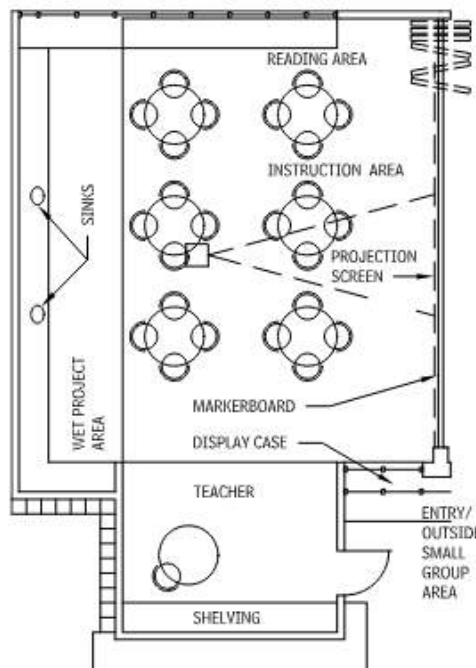 READING AREA
INSTRUCTION AREA
SINKS
PROJECTION
SCREEN
WET PROJECT
AREA
MARKERBOARD
DISPLAY CASE
TEACHER
ENTRY/
OUTSIDE
SMALL
GROUP
AREA
SHELVING